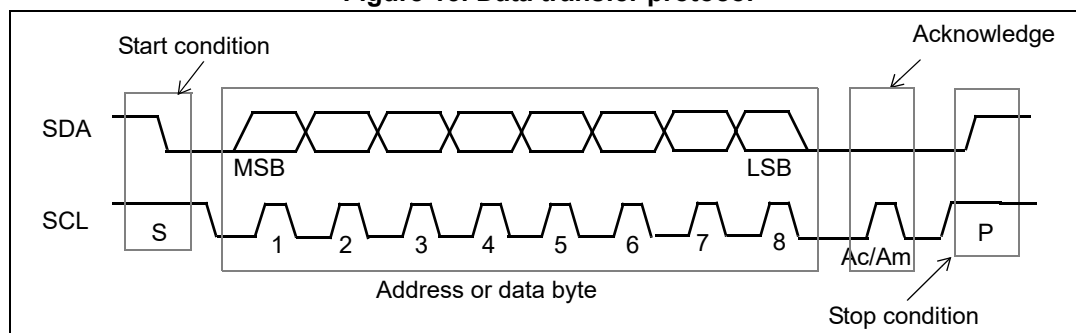 Figure 10. Data transfer protocol
Start condition
Acknowledge
SDA
MSB
LSB
SCL
S
1
2
3
4
5
6
7
8
Ac/Am
P
Address or data byte
Stop condition